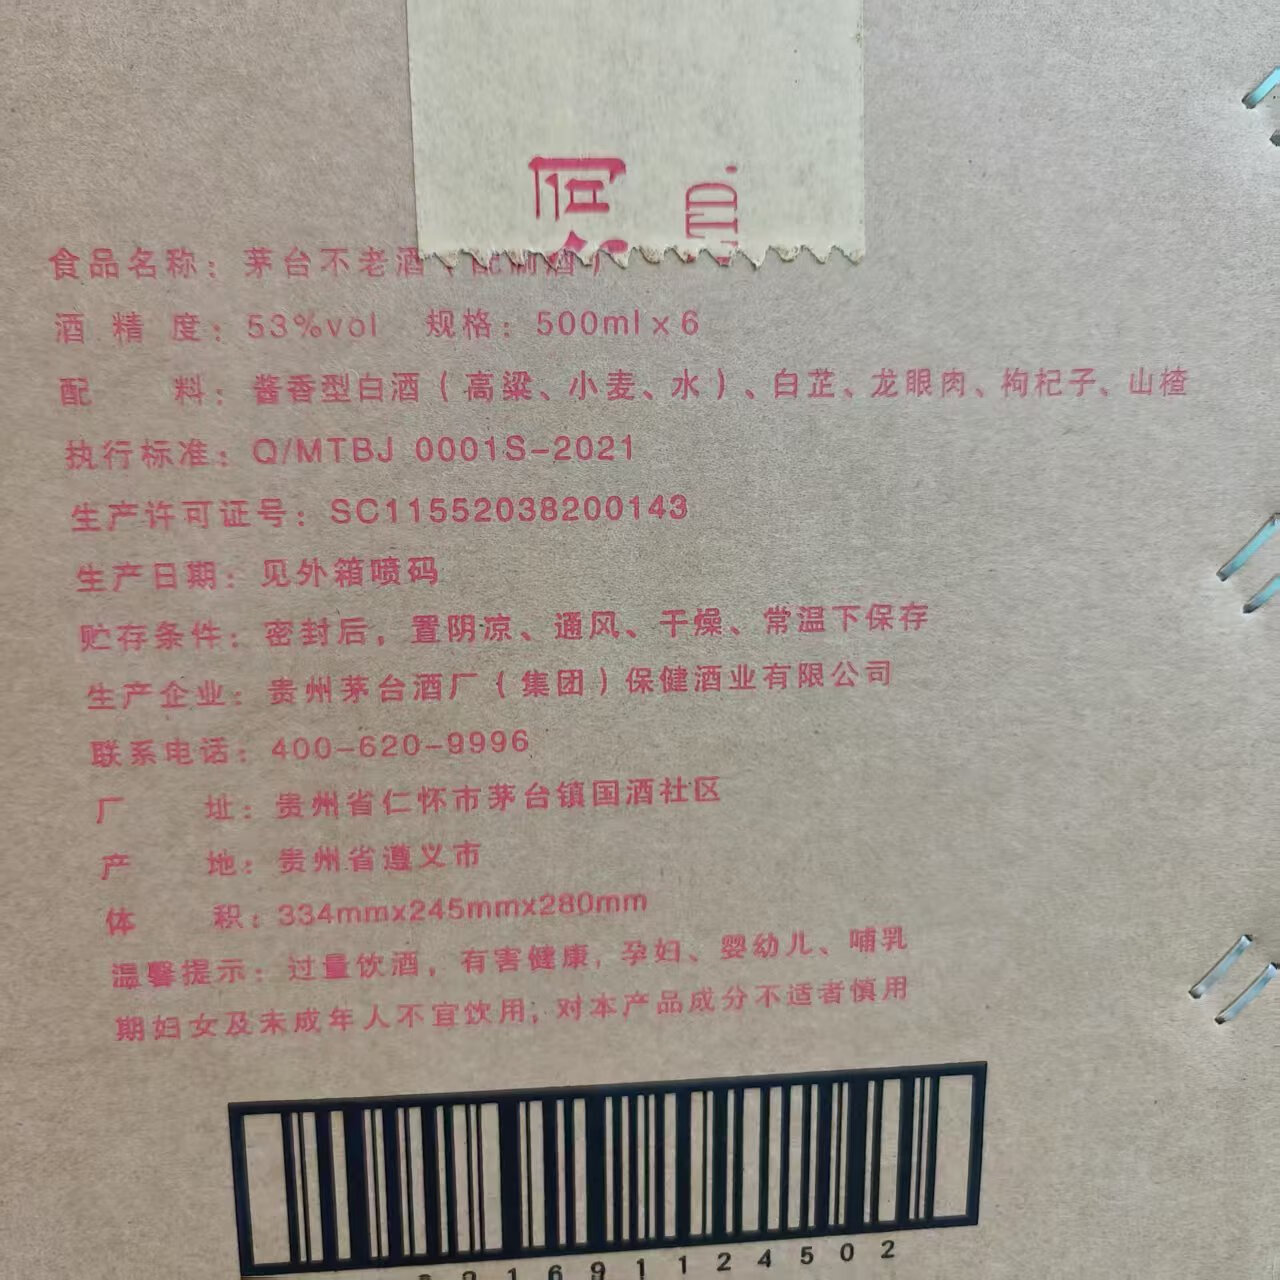 食品名称：茅台不老酒（配制酒）
酒 精 度：53%vol 规格：500ml×6
配 料：酱香型白酒（高粱、小麦、水）、白芷、龙眼肉、枸杞子、山楂
执行标准：Q/MTBJ 0001S-2021
生产许可证号：SC11552038200143
生产日期：见外箱喷码
贮存条件：密封后，置阴凉、通风、干燥、常温下保存
生产企业：贵州茅台酒厂（集团）保健酒业有限公司
联系电话：400-620-9996
厂 址：贵州省仁怀市茅台镇国酒社区
产 地：贵州省遵义市
体 积：334mmx245mmx280mm
温馨提示：过量饮酒，有害健康，孕妇、婴幼儿、哺乳
期妇女及未成年人不宜饮用；对本产品成分不适者慎用
1691124502